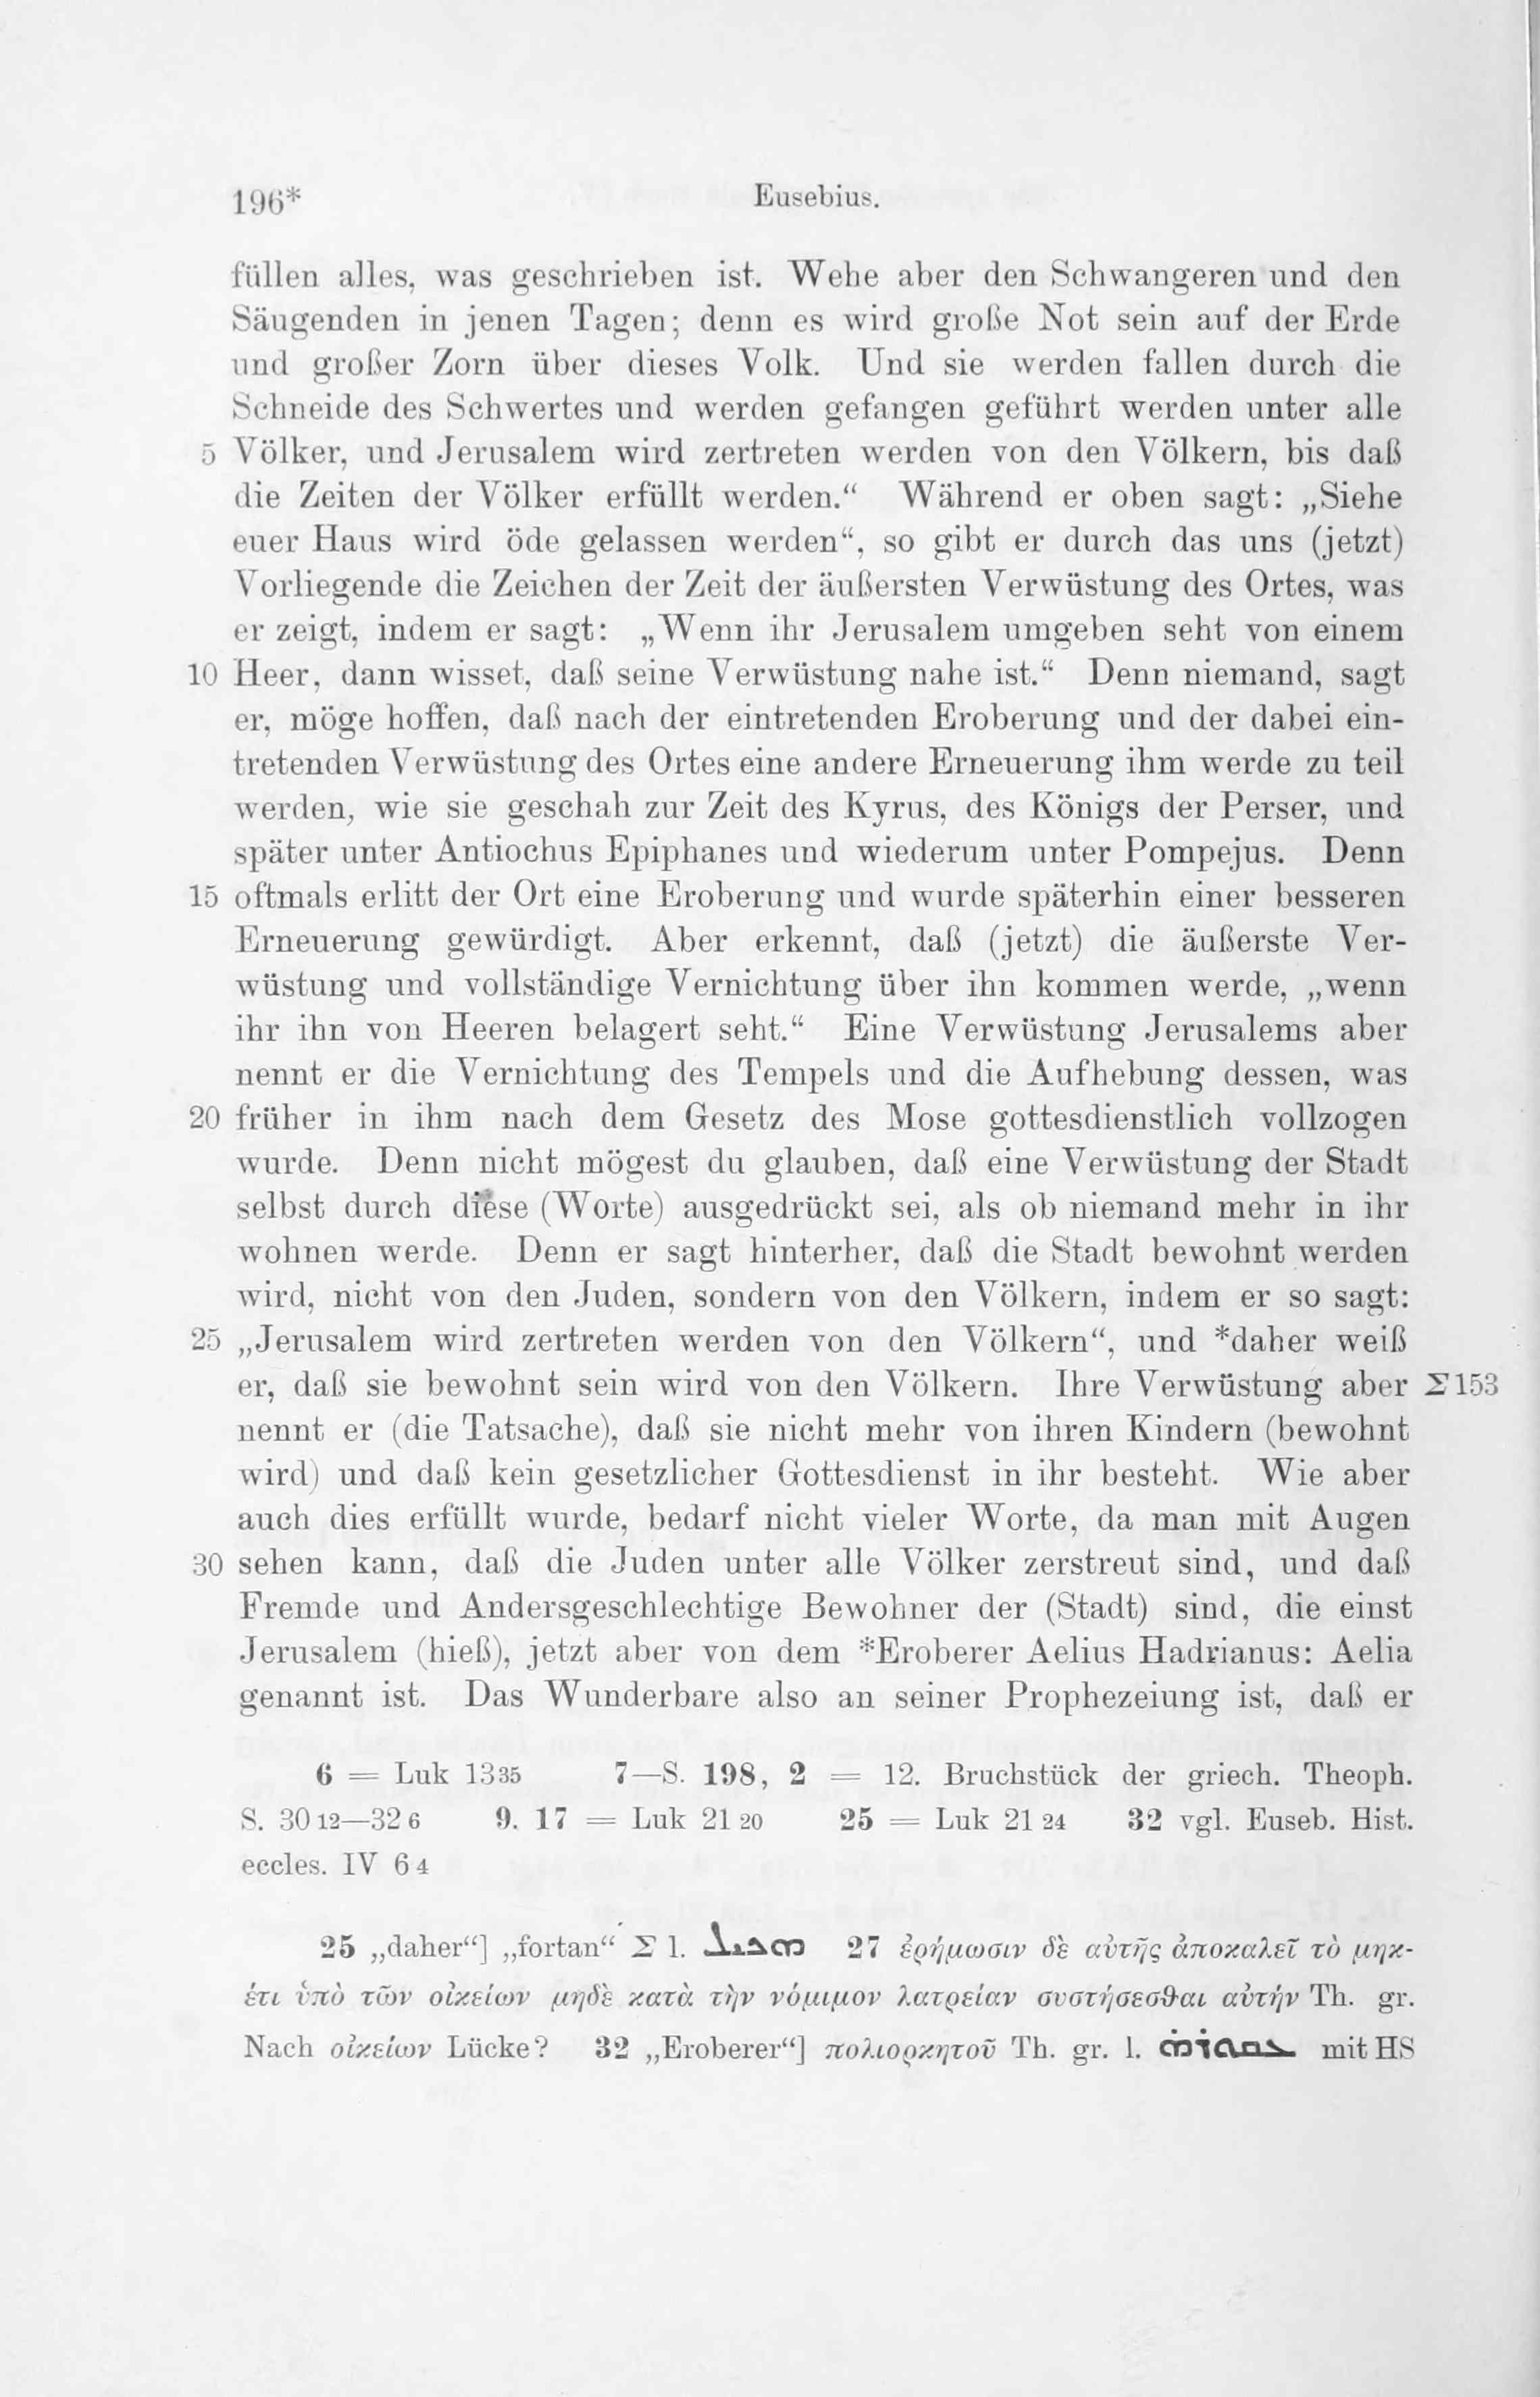 196*
Eusebius.
füllen alles, was geschrieben ist. Wehe aber den Schwangeren und den
Säugenden in jenen Tagen; denn es wird große Not sein auf der Erde
und großer Zorn über dieses Volk. Und sie werden fallen durch die
Schneide des Schwertes und werden gefangen geführt werden unter alle
5 Völker, und Jerusalem wird zertreten werden von den Völkern, bis daß
die Zeiten der Völker erfüllt werden.“ Während er oben sagt: „Siehe
euer Haus wird öde gelassen werden“, so gibt er durch das uns (jetzt)
Vorliegende die Zeichen der Zeit der äußersten Verwüstung des Ortes, was
er zeigt, indem er sagt: „Wenn ihr Jerusalem umgeben seht von einem
10 Heer, dann wisset, daß seine Verwüstung nahe ist.“ Denn niemand, sagt
er, möge hoffen, daß nach der eintretenden Eroberung und der dabei ein-
tretenden Verwüstung des Ortes eine andere Erneuerung ihm werde zu teil
werden, wie sie geschah zur Zeit des Kyrus, des Königs der Perser, und
später unter Antiochus Epiphanes und wiederum unter Pompejus. Denn
15 oftmals erlitt der Ort eine Eroberung und wurde späterhin einer besseren
Erneuerung gewürdigt. Aber erkennt, daß (jetzt) die äußerste Ver-
wüstung und vollständige Vernichtung über ihn kommen werde, „wenn
ihr ihn von Heeren belagert seht.“ Eine Verwüstung Jerusalems aber
nennt er die Vernichtung des Tempels und die Aufhebung dessen, was
20 früher in ihm nach dem Gesetz des Mose gottesdienstlich vollzogen
wurde. Denn nicht mögest du glauben, daß eine Verwüstung der Stadt
selbst durch diese (Worte) ausgedrückt sei, als ob niemand mehr in ihr
wohnen werde. Denn er sagt hinterher, daß die Stadt bewohnt werden
wird, nicht von den Juden, sondern von den Völkern, indem er so sagt:
25 „Jerusalem wird zertreten werden von den Völkern“, und *daher weiß
er, daß sie bewohnt sein wird von den Völkern. Ihre Verwüstung aber Σ 153
nennt er (die Tatsache), daß sie nicht mehr von ihren Kindern (bewohnt
wird) und daß kein gesetzlicher Gottesdienst in ihr besteht. Wie aber
auch dies erfüllt wurde, bedarf nicht vieler Worte, da man mit Augen
30 sehen kann, daß die Juden unter alle Völker zerstreut sind, und daß
Fremde und Andersgeschlechtige Bewohner der (Stadt) sind, die einst
Jerusalem (hieß), jetzt aber von dem *Eroberer Aelius Hadrianus: Aelia
genannt ist. Das Wunderbare also an seiner Prophezeiung ist, daß er
6 = Luk 13 35 7—S. 198, 2 = 12. Bruchstück der griech. Theoph.
S. 30 12—32 6 9. 17 = Luk 21 20 25 = Luk 21 24 32 vgl. Euseb. Hist.
eccles. IV 6 4
25 „daher“] „fortan“ Σ l. 27 ἐρήμωσιν δὲ αὐτῆς ἀποκαλεῖ τὸ μηκ-
έτι ὑπὸ τῶν οἰκείων μηδὲ κατὰ τὴν νόμιμον λατρείαν συστήσεσθαι αὐτήν Th. gr.
Nach οἰκείων Lücke? 32 „Eroberer“] πολιορκητοῦ Th. gr. l. mit HS